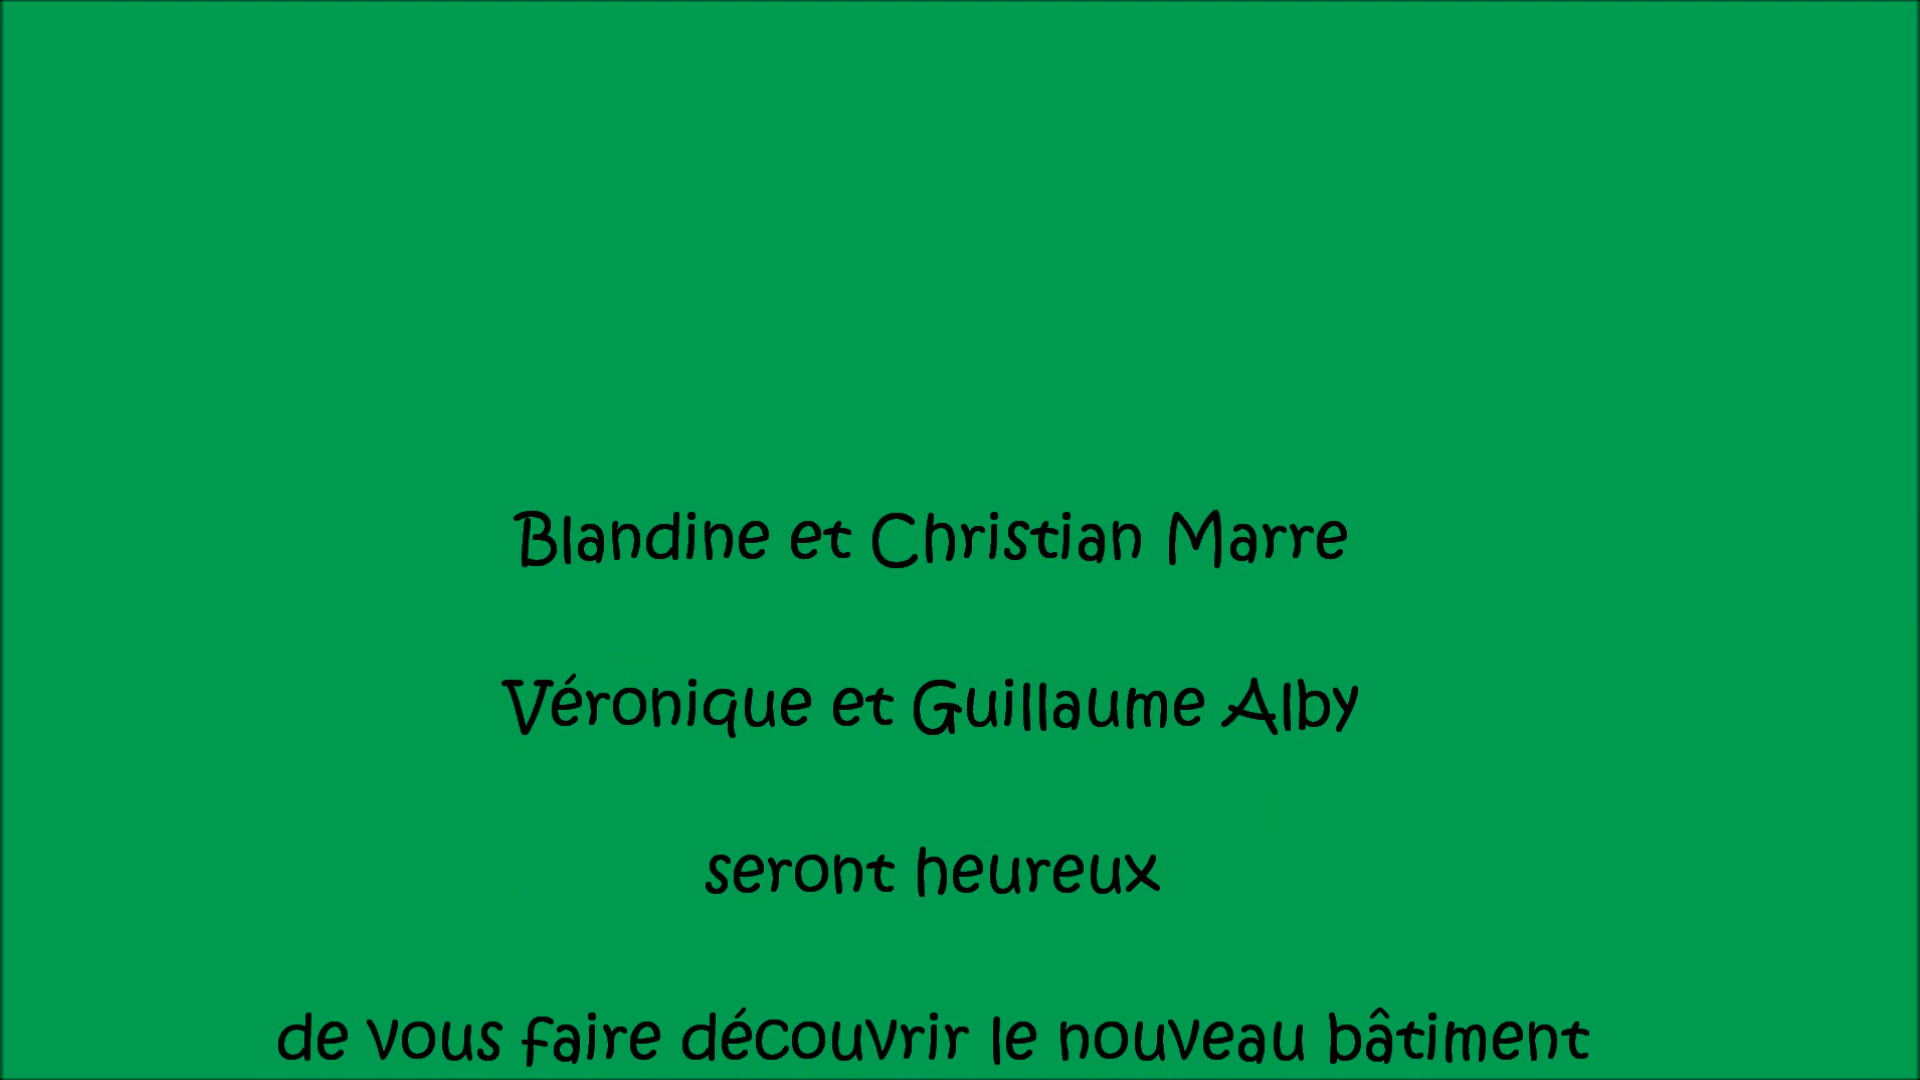 Blandine et Christian Marre
Véronique et Guillaume Alby
seront heureux
de vous faire découvrir le nouveau bâtiment